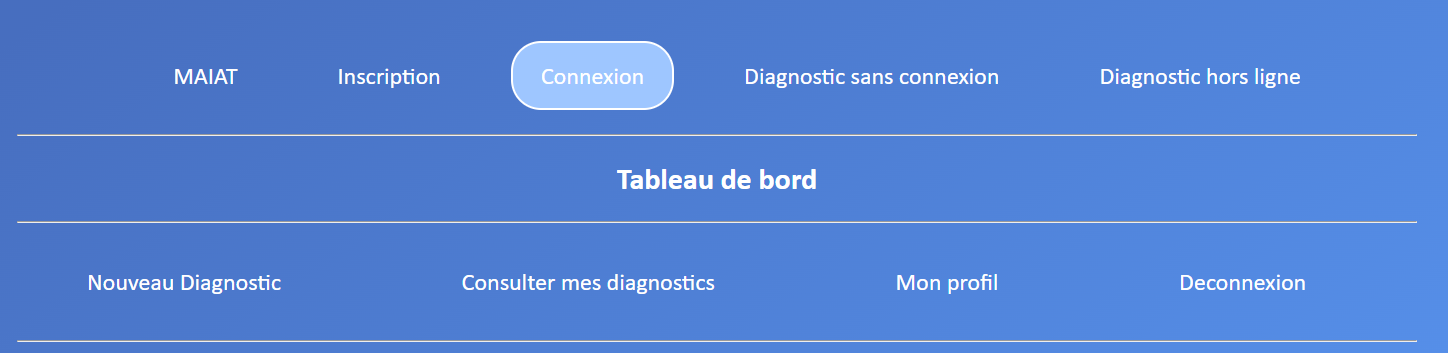 MAIAT Inscription Connexion Diagnostic sans connexion Diagnostic hors ligne
Tableau de bord
Nouveau Diagnostic Consulter mes diagnostics Mon profil Deconnexion